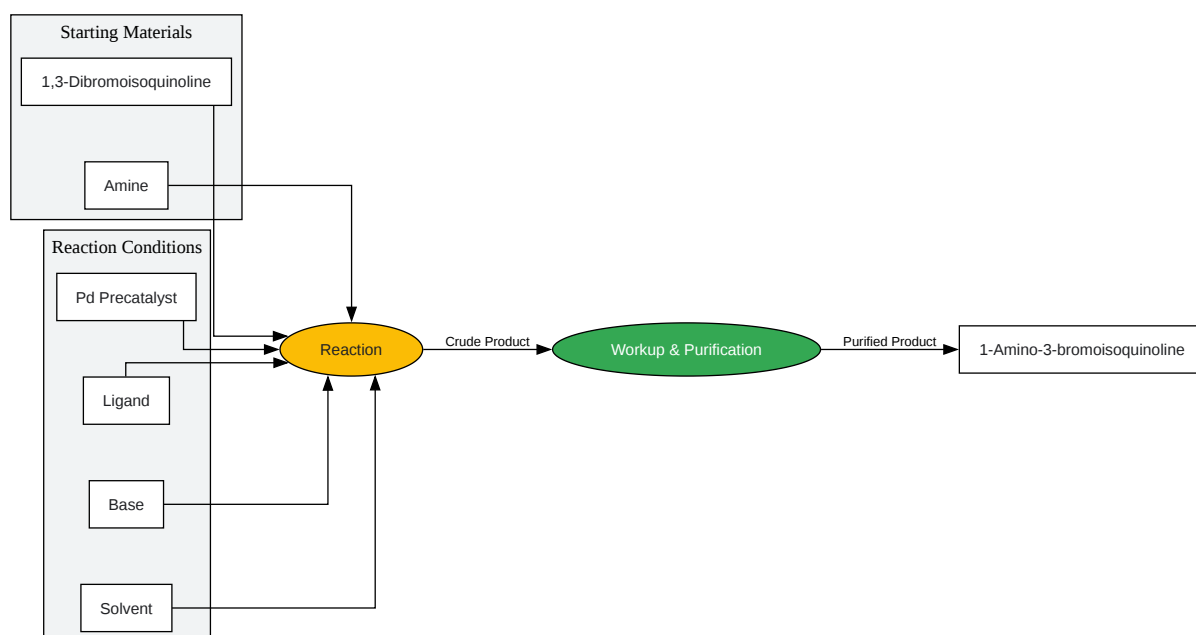 Starting Materials
1,3-Dibromoisoquinoline
Amine
Reaction Conditions
Pd Precatalyst
Ligand
Base
Solvent
Reaction
Crude Product
Workup & Purification
Purified Product
1-Amino-3-bromoisoquinoline